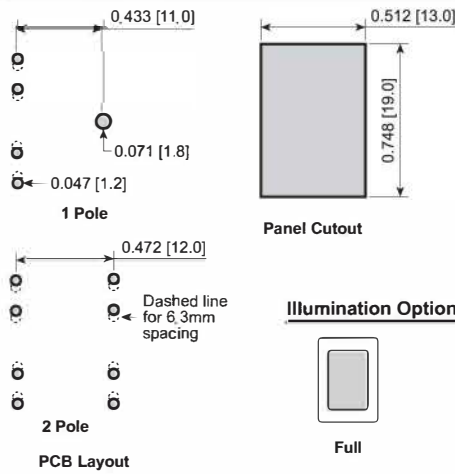 0.433 [11.0]
0.071 [1.8]
0.047 [1.2]
1 Pole
0.512 [13.0]
0.748 [19.0]
Panel Cutout
0.472 [12.0]
Dashed line
for 6.3mm
spacing
2 Pole
PCB Layout
Illumination Option
Full